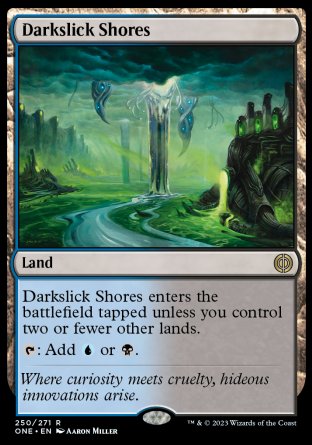 Darkslick Shores
Land
Darkslick Shores enters the
battlefield tapped unless you control
two or fewer other lands.
: Add or .
Where curiosity meets cruelty, hideous
innovations arise.
250/271 R
ONE • EN Aaron Miller
™ & © 2023 Wizards of the Coast